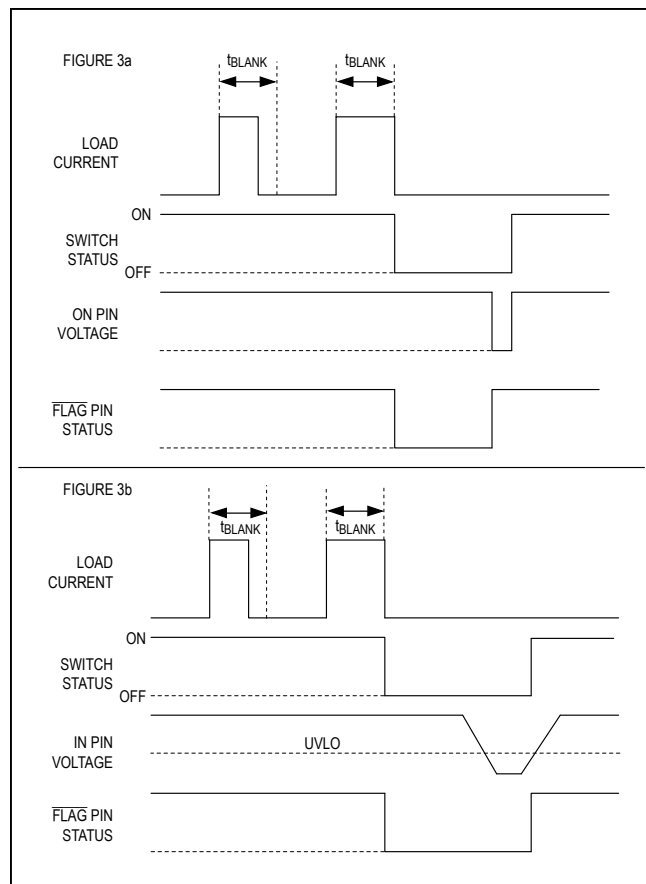 FIGURE 3a
tBLANK tBLANK
LOAD
CURRENT
ON
SWITCH
STATUS
OFF
ON PIN
VOLTAGE
FLAG PIN
STATUS
FIGURE 3b
tBLANK tBLANK
LOAD
CURRENT
ON
SWITCH
STATUS
OFF
IN PIN
VOLTAGE
UVLO
FLAG PIN
STATUS